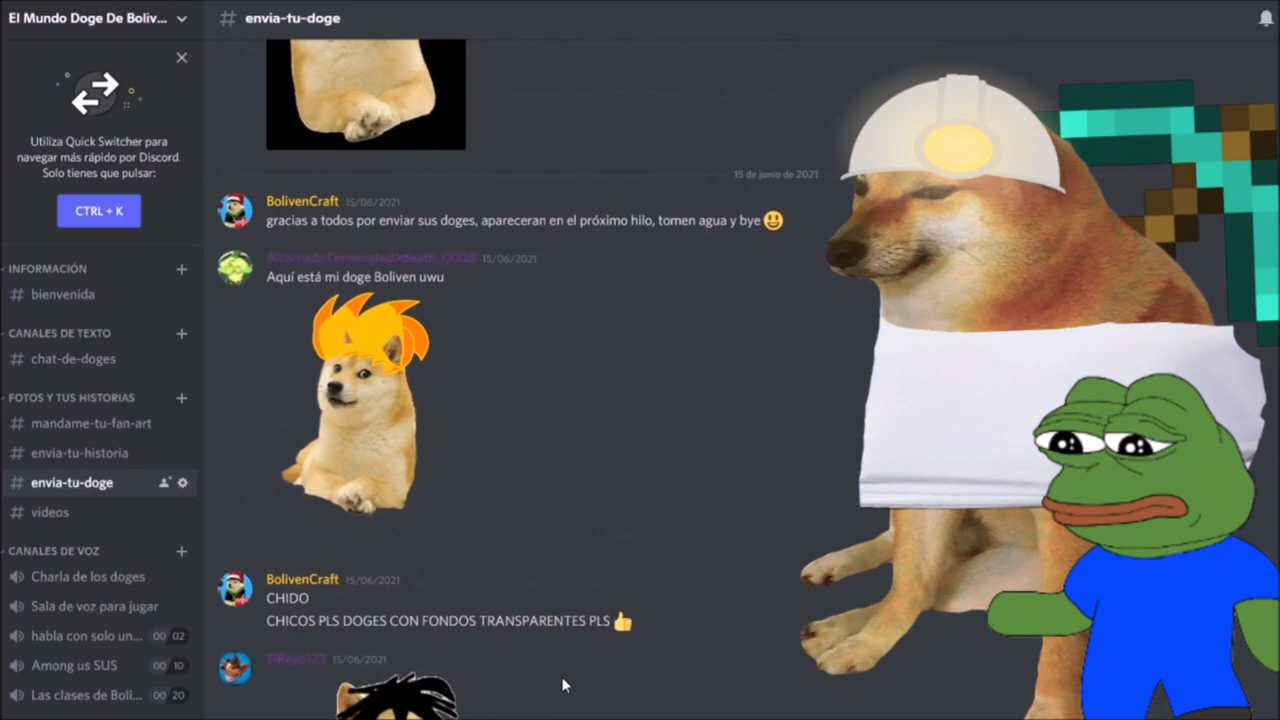 El Mundo Doge De Boliv...
envia-tu-doge
Utiliza Quick Switcher para
navegar más rápido por Discord.
Solo tienes que pulsar:
CTRL + K
INFORMACIÓN
bienvenida
CANALES DE TEXTO
chat-de-doges
FOTOS Y TUS HISTORIAS
mandame-tu-fan-art
envia-tu-historia
envia-tu-doge
videos
CANALES DE VOZ
Charla de los doges
Sala de voz para jugar
habla con solo un... 00 02
Among us SUS 00 10
Las clases de Boli... 00 20
15 de junio de 2021
BolivenCraft 15/06/2021
gracias a todos por enviar sus doges, apareceran en el próximo hilo, tomen agua y bye 😃
15/06/2021
Aquí está mi doge Boliven uwu
BolivenCraft 15/06/2021
CHIDO
CHICOS PLS DOGES CON FONDOS TRANSPARENTES PLS 👍
ElRayo123 15/06/2021